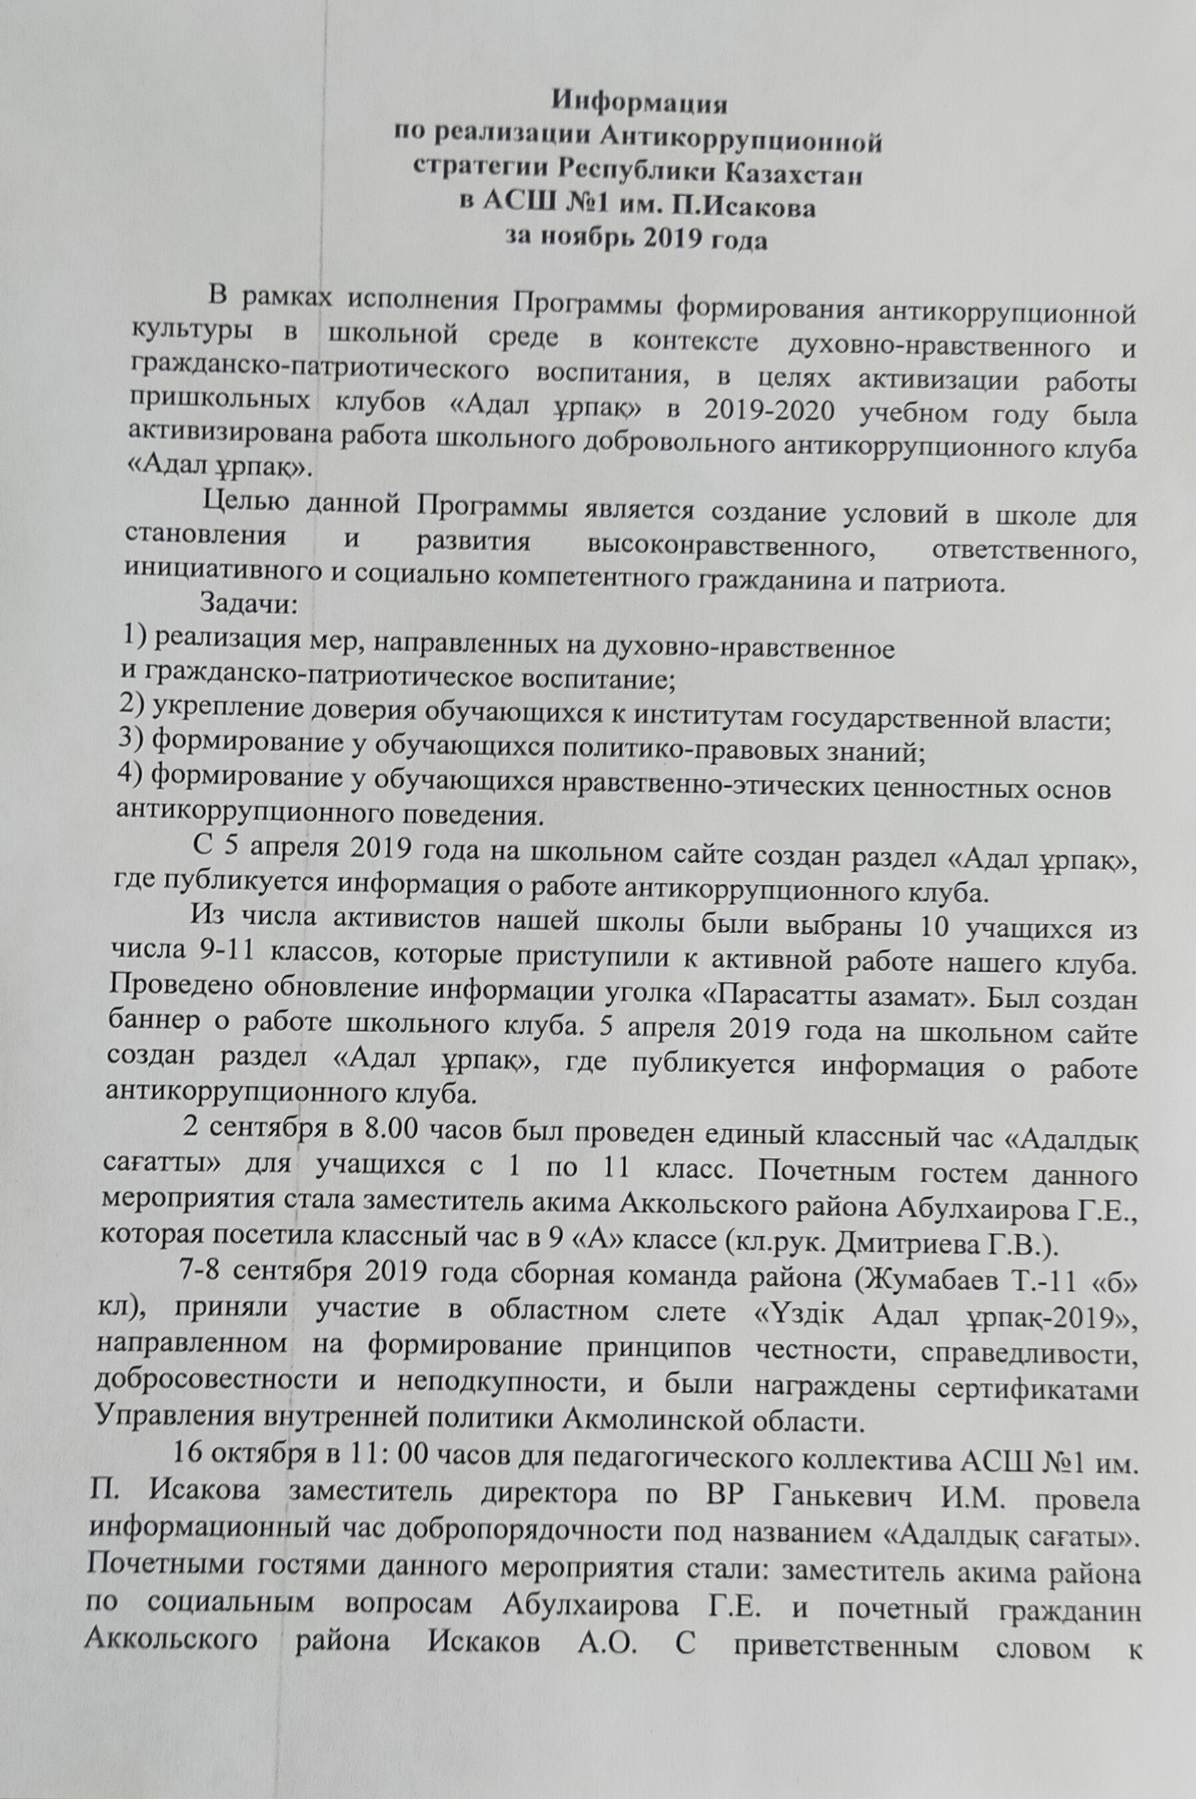 Информация
по реализации Антикоррупционной
стратегии Республики Казахстан
в АСШ №1 им. П.Исакова
за ноябрь 2019 года
В рамках исполнения Программы формирования антикоррупционной
культуры в школьной среде в контексте духовно-нравственного и
гражданско-патриотического воспитания, в целях активизации работы
пришкольных клубов «Адал ұрпақ» в 2019-2020 учебном году была
активизирована работа школьного добровольного антикоррупционного клуба
«Адал ұрпақ».
Целью данной Программы является создание условий в школе для
становления и развития высоконравственного, ответственного,
инициативного и социально компетентного гражданина и патриота.
Задачи:
1) реализация мер, направленных на духовно-нравственное
и гражданско-патриотическое воспитание;
2) укрепление доверия обучающихся к институтам государственной власти;
3) формирование у обучающихся политико-правовых знаний;
4) формирование у обучающихся нравственно-этических ценностных основ
антикоррупционного поведения.
С 5 апреля 2019 года на школьном сайте создан раздел «Адал ұрпақ»,
где публикуется информация о работе антикоррупционного клуба.
Из числа активистов нашей школы были выбраны 10 учащихся из
числа 9-11 классов, которые приступили к активной работе нашего клуба.
Проведено обновление информации уголка «Парасатты азамат». Был создан
баннер о работе школьного клуба. 5 апреля 2019 года на школьном сайте
создан раздел «Адал ұрпақ», где публикуется информация о работе
антикоррупционного клуба.
2 сентября в 8.00 часов был проведен единый классный час «Адалдық
сағатты» для учащихся с 1 по 11 класс. Почетным гостем данного
мероприятия стала заместитель акима Аккольского района Абулхаирова Г.Е.,
которая посетила классный час в 9 «А» классе (кл.рук. Дмитриева Г.В.).
7-8 сентября 2019 года сборная команда района (Жумабаев Т.-11 «б»
кл), приняли участие в областном слете «Үздік Адал ұрпақ-2019»,
направленном на формирование принципов честности, справедливости,
добросовестности и неподкупности, и были награждены сертификатами
Управления внутренней политики Акмолинской области.
16 октября в 11: 00 часов для педагогического коллектива АСШ №1 им.
П. Исакова заместитель директора по ВР Ганькевич И.М. провела
информационный час добропорядочности под названием «Адалдық сағаты».
Почетными гостями данного мероприятия стали: заместитель акима района
по социальным вопросам Абулхаирова Г.Е. и почетный гражданин
Аккольского района Искаков А.О. С приветственным словом к